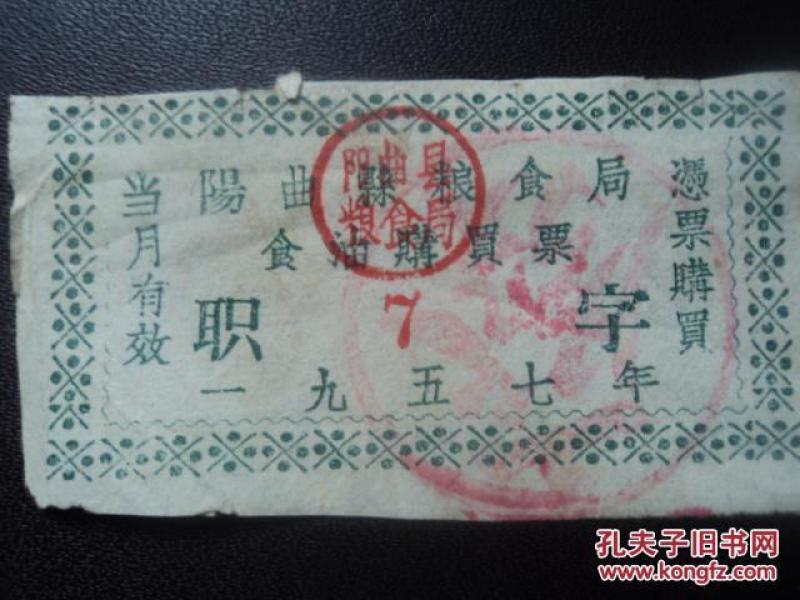 陽曲縣粮食局
食油購買票
职 7 字
一九五七年
当月有效
憑票購買
阳曲县
粮食局
孔夫子旧书网
www.kongfz.com